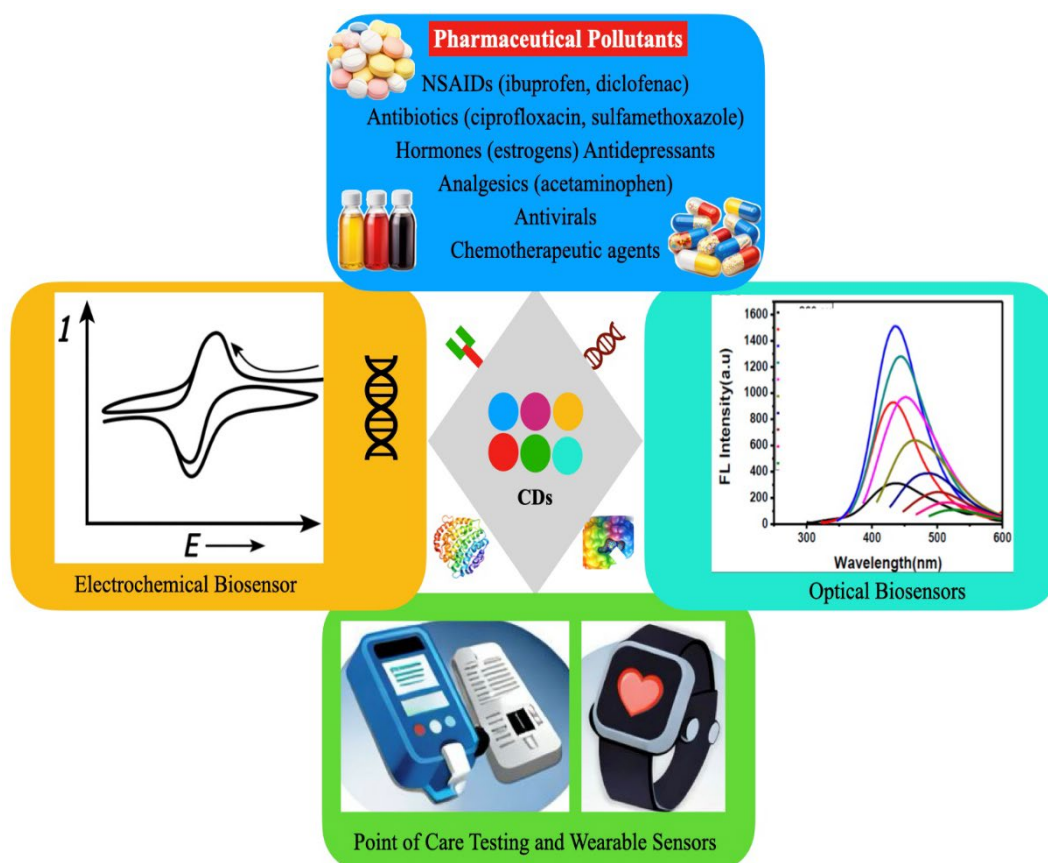 Pharmaceutical Pollutants
NSAIDs (ibuprofen, diclofenac)
Antibiotics (ciprofloxacin, sulfamethoxazole)
Hormones (estrogens) Antidepressants
Analgesics (acetaminophen)
Antivirals
Chemotherapeutic agents
1
E
Electrochemical Biosensor
CDs
FL Intensity(a.u)
1600
1400
1200
1000
800
600
400
200
0
300
400
500
600
Wavelength(nm)
Optical Biosensors
Point of Care Testing and Wearable Sensors